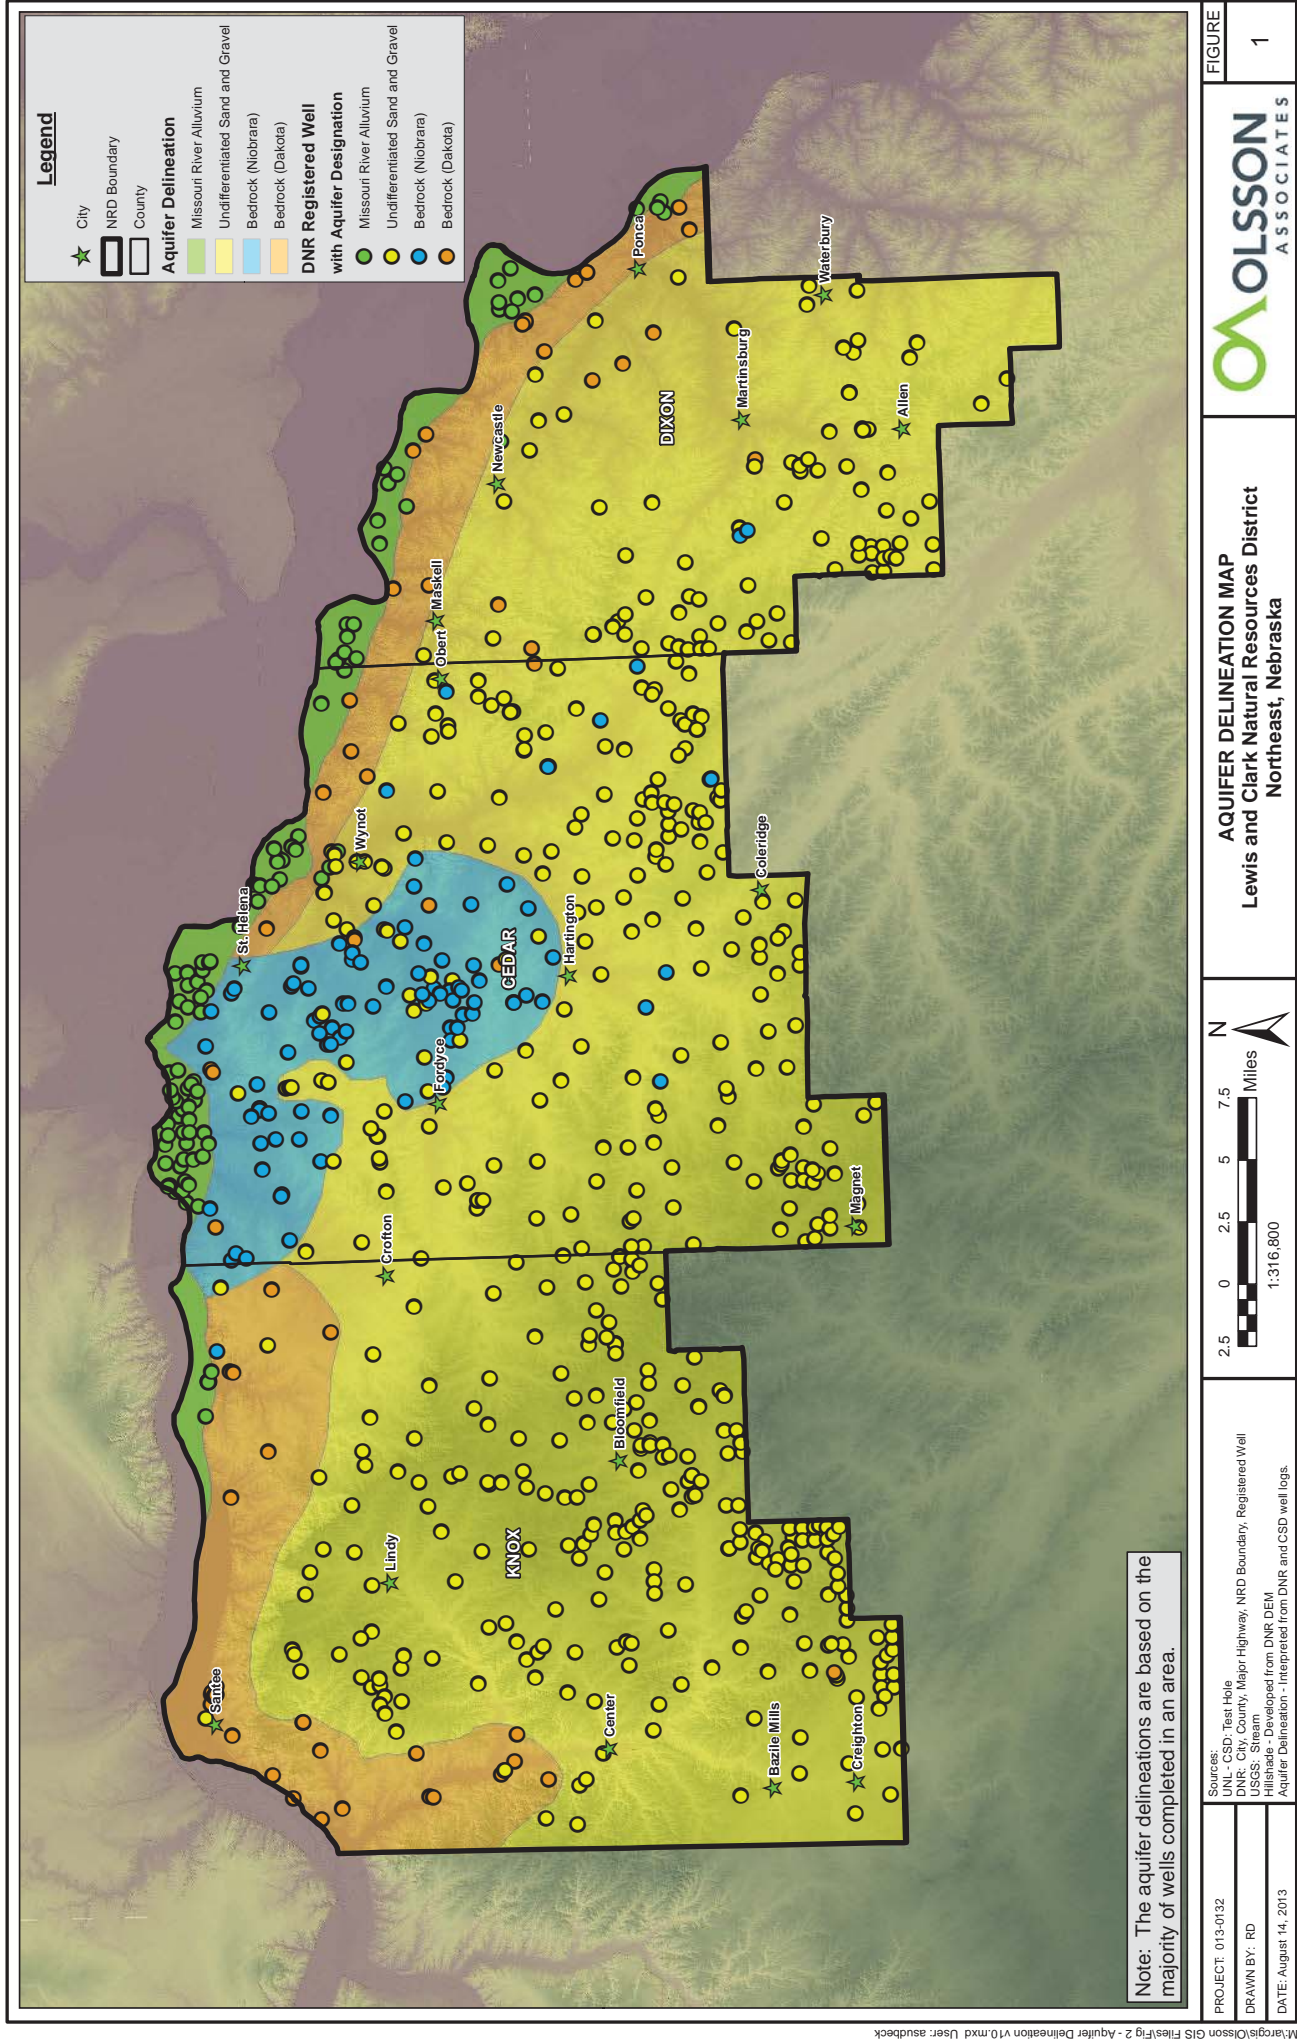 Legend
City
NRD Boundary
County
Aquifer Delineation
Missouri River Alluvium
Undifferentiated Sand and Gravel
Bedrock (Niobrara)
Bedrock (Dakota)
DNR Registered Well
with Aquifer Designation
Missouri River Alluvium
Undifferentiated Sand and Gravel
Bedrock (Niobrara)
Bedrock (Dakota)
Santee
Lindy
Center
Bazile Mills
Creighton
KNOX
Bloomfield
Crofton
Magnet
Fordyce
St. Helena
CEDAR
Hartington
Wynot
Coleridge
Obert
Maskell
Newcastle
DIXON
Martinsburg
Allen
Ponca
Waterbury
Note: The aquifer delineations are based on the
majority of wells completed in an area.
PROJECT: 013-0132
DRAWN BY: RD
DATE: August 14, 2013
Sources:
UNL - CSD: Test Hole
DNR: City, County, Major Highway, NRD Boundary, Registered Well
USGS: Stream
Hillshade - Developed from DNR DEM
Aquifer Delineation - Interpreted from DNR and CSD well logs.
2.5 0 2.5 5 7.5
Miles
1:316,800
N
AQUIFER DELINEATION MAP
Lewis and Clark Natural Resources District
Northeast, Nebraska
OLSSON
ASSOCIATES
FIGURE
1
M:\arcgis\Olsson GIS Files\Fig 2 - Aquifer Delineation v10.mxd User: asudbeck